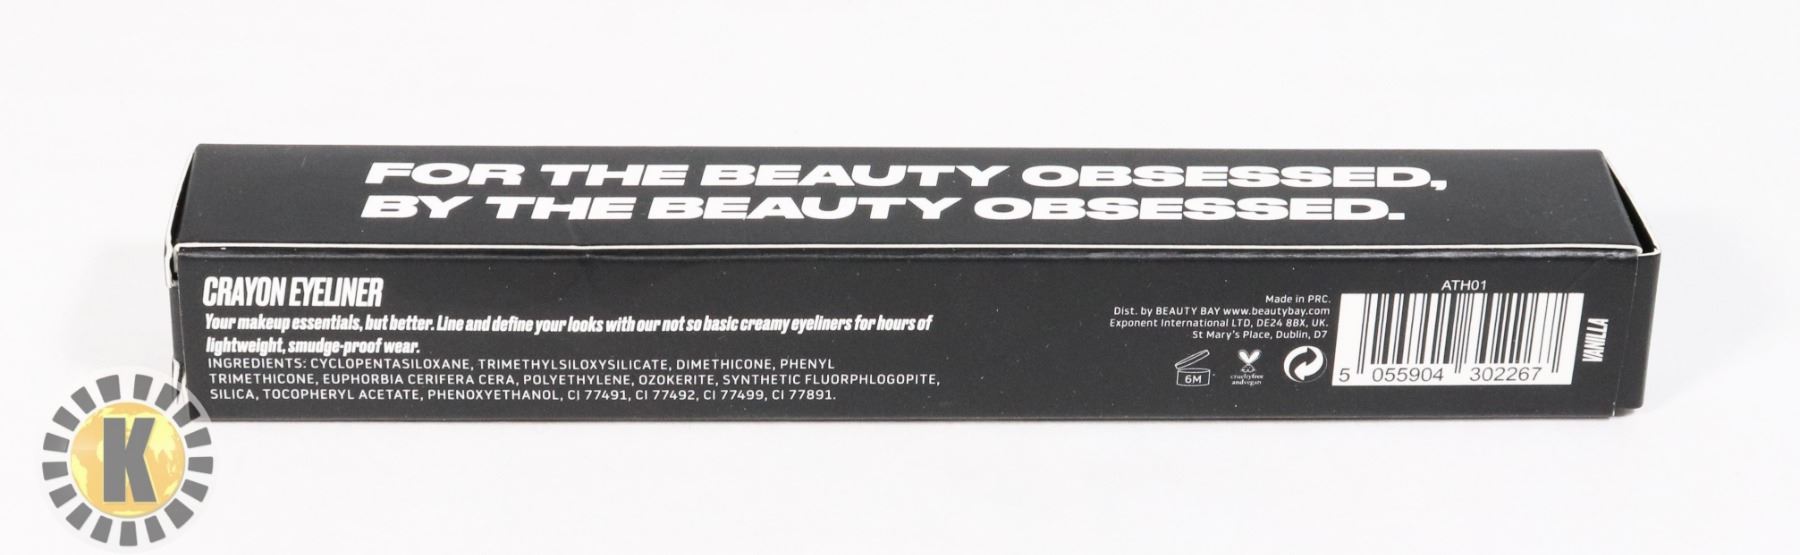 FOR THE BEAUTY OBSESSED,
BY THE BEAUTY OBSESSED.
CRAYON EYELINER
Your makeup essentials, but better. Line and define your looks with our not so basic creamy eyeliners for hours of
lightweight, smudge-proof wear.
INGREDIENTS: CYCLOPENTASILOXANE, TRIMETHYLSILOXYSILICATE, DIMETHICONE, PHENYL
TRIMETHICONE, EUPHORBIA CERIFERA CERA, POLYETHYLENE, OZOKERITE, SYNTHETIC FLUORPHLOGOPITE,
SILICA, TOCOPHERYL ACETATE, PHENOXYETHANOL, CI 77491, CI 77492, CI 77499, CI 77891.
Made in PRC.
Dist. by BEAUTY BAY www.beautybay.com
Exponent International LTD, DE24 8BX, UK.
St Mary's Place, Dublin, D7
6M
crueltyfree
andvegan
ATH01
5 055904 302267
VANILLA
K